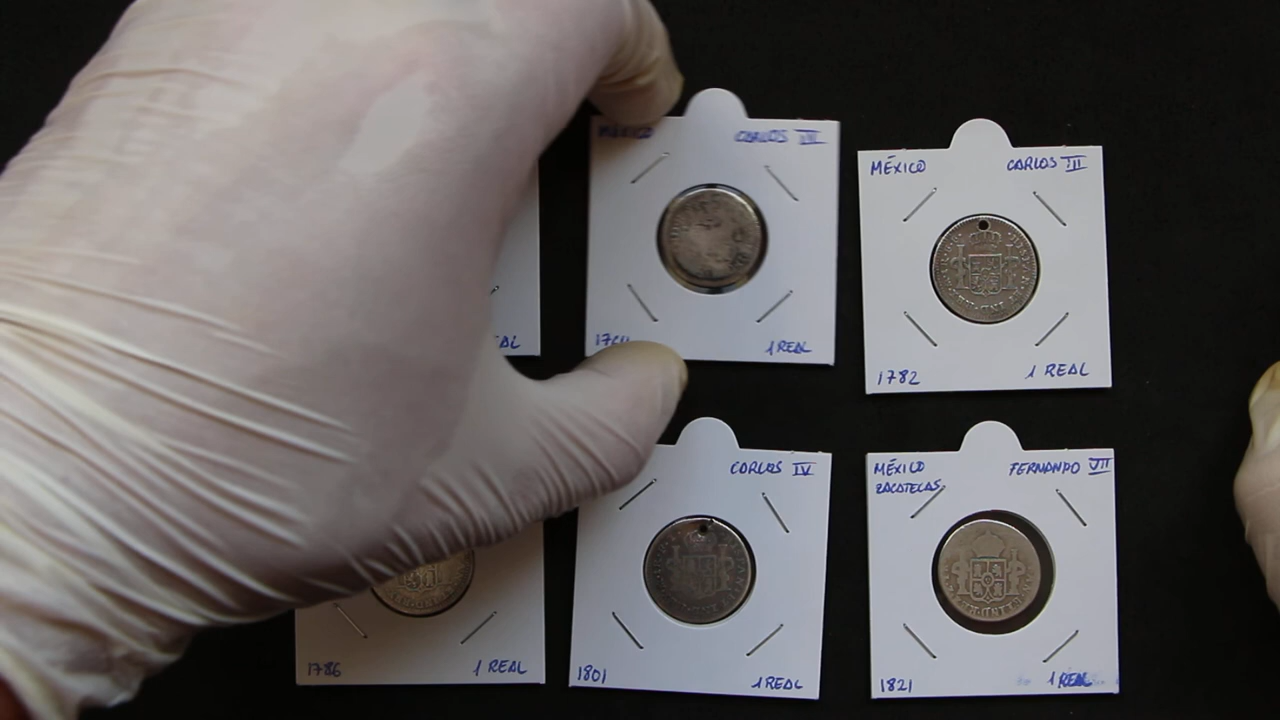 MÉXICO CARLOS III
1 REAL
MÉXICO CARLOS III
1782 1 REAL
1786 1 REAL
CARLOS IV
1801 1 REAL
MÉXICO FERNANDO VII
ZACATECAS
1821 1 REAL